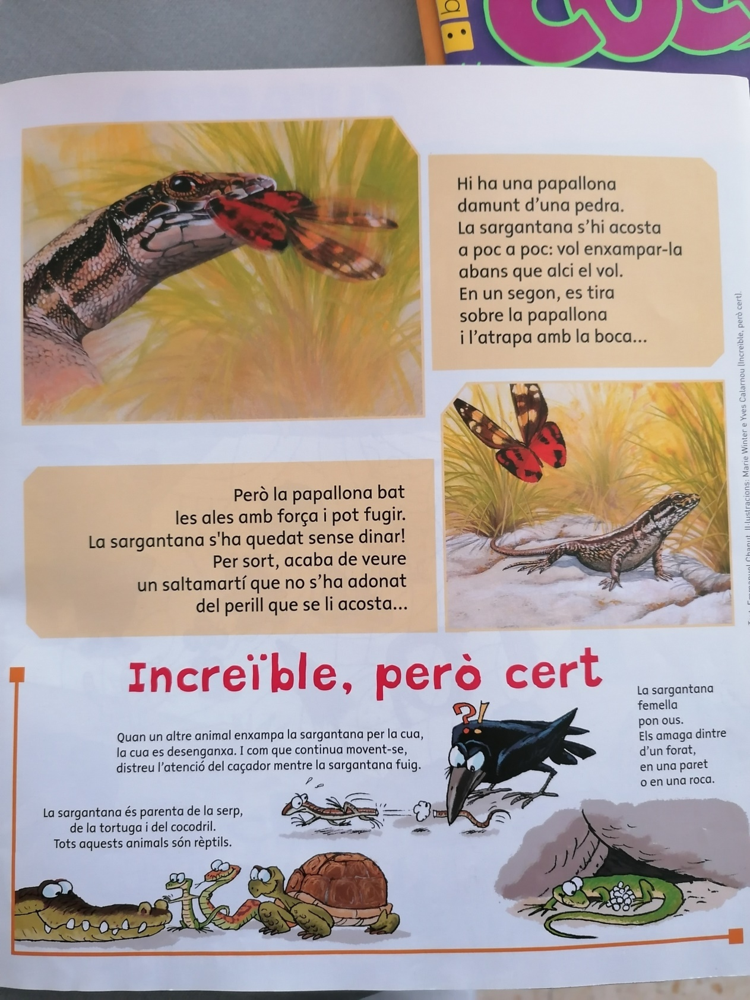 Hi ha una papallona
damunt d'una pedra.
La sargantana s'hi acosta
a poc a poc: vol enxampar-la
abans que alci el vol.
En un segon, es tira
sobre la papallona
i l'atrapa amb la boca...
Però la papallona bat
les ales amb força i pot fugir.
La sargantana s'ha quedat sense dinar!
Per sort, acaba de veure
un saltamartí que no s'ha adonat
del perill que se li acosta...
Increïble, però cert
Quan un altre animal enxampa la sargantana per la cua,
la cua es desenganxa. I com que continua movent-se,
distreu l'atenció del caçador mentre la sargantana fuig.
?!
La sargantana
femella
pon ous.
Els amaga dintre
d'un forat,
en una paret
o en una roca.
La sargantana és parenta de la serp,
de la tortuga i del cocodril.
Tots aquests animals són rèptils.
Chanut. Il·lustracions: Marie Winter e Yves Calarnou (Increïble, però cert).